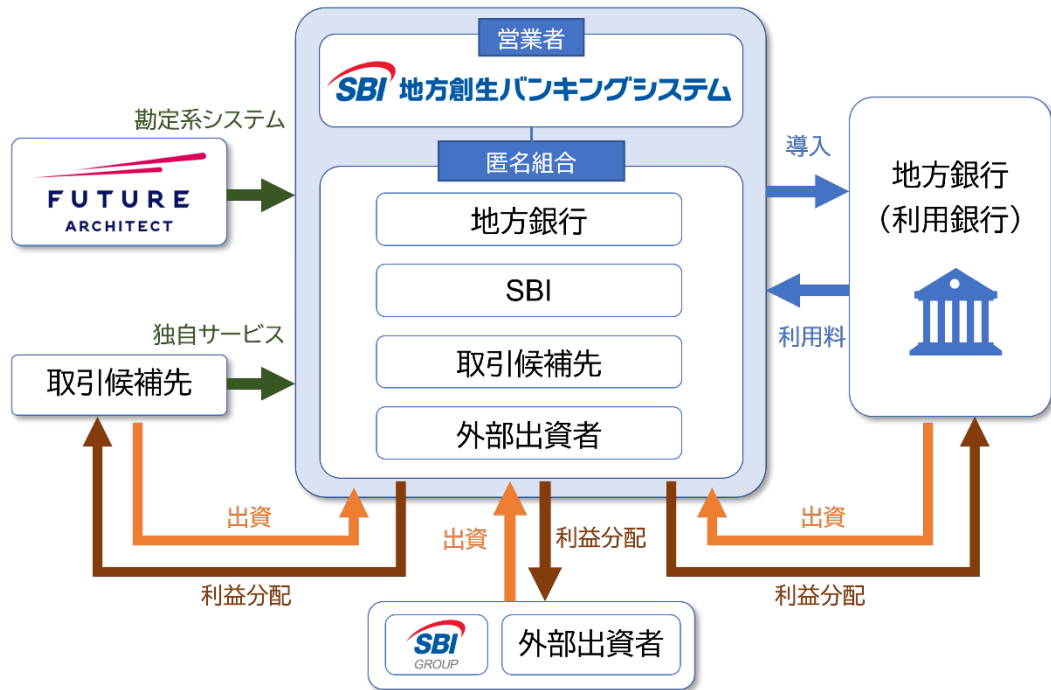 営業者
SBI 地方創生バンキングシステム
勘定系システム
FUTURE
ARCHITECT
匿名組合
地方銀行
SBI
取引候補先
外部出資者
導入
地方銀行
（利用銀行）
利用料
独自サービス
取引候補先
出資
利益分配
出資
利益分配
出資
利益分配
SBI
GROUP
外部出資者